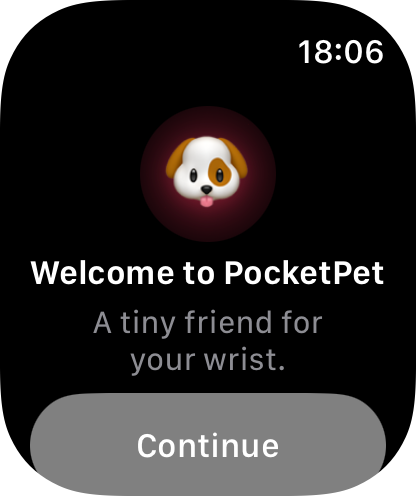 18:06
Welcome to PocketPet
A tiny friend for
your wrist.
Continue